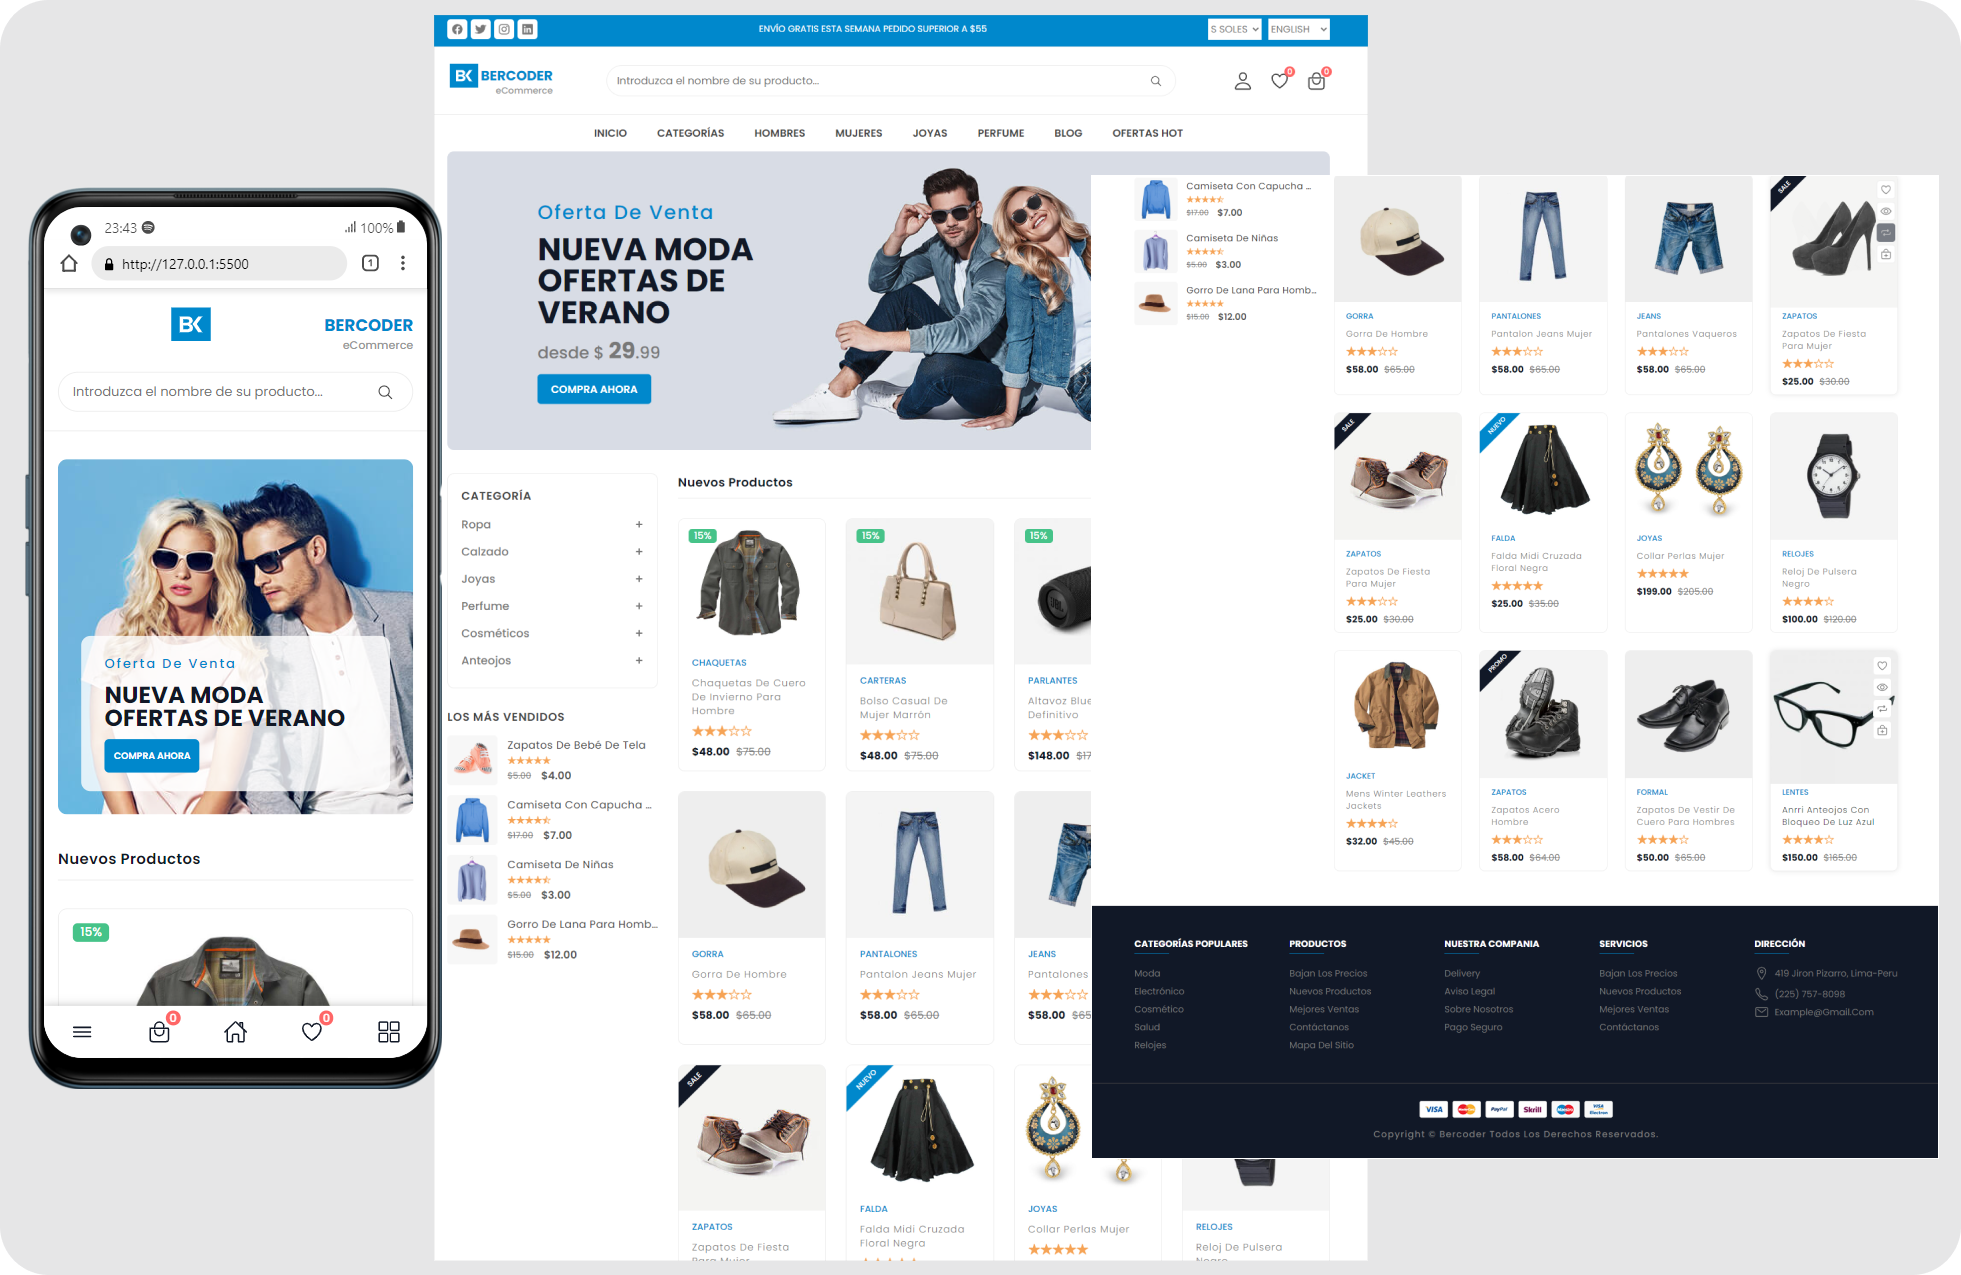 23:43
100%
http://127.0.0.1:5500
1
BK
BERCODER
eCommerce
Introduzca el nombre de su producto...
Oferta De Venta
NUEVA MODA
OFERTAS DE VERANO
COMPRA AHORA
Nuevos Productos
15%
0
0
ENVÍO GRATIS ESTA SEMANA PEDIDO SUPERIOR A $55
S SOLES
ENGLISH
BK BERCODER
eCommerce
Introduzca el nombre de su producto...
0
0
INICIO CATEGORÍAS HOMBRES MUJERES JOYAS PERFUME BLOG OFERTAS HOT
Oferta De Venta
NUEVA MODA
OFERTAS DE
VERANO
desde $ 29.99
COMPRA AHORA
CATEGORÍA
Ropa +
Calzado +
Joyas +
Perfume +
Cosméticos +
Anteojos +
LOS MÁS VENDIDOS
Zapatos De Bebé De Tela
$5.00 $4.00
Camiseta Con Capucha ...
$17.00 $7.00
Camiseta De Niñas
$5.00 $3.00
Gorro De Lana Para Homb...
$15.00 $12.00
Nuevos Productos
15%
CHAQUETAS
Chaquetas De Cuero
De Invierno Para
Hombre
$48.00 $75.00
15%
CARTERAS
Bolso Casual De
Mujer Marrón
$48.00 $75.00
15%
JBL
PARLANTES
Altavoz Blue
Definitivo
$148.00 $17
GORRA
Gorra De Hombre
$58.00 $65.00
PANTALONES
Pantalon Jeans Mujer
$58.00 $65.00
JEANS
Pantalones
$58.00 $65
SALE
ZAPATOS
Zapatos De Fiesta
Para Mujer
NUEVO
FALDA
Falda Midi Cruzada
Floral Negra
JOYAS
Collar Perlas Mujer
RELOJES
Reloj De Pulsera
Negro
Camiseta Con Capucha ...
$17.00 $7.00
Camiseta De Niñas
$5.00 $3.00
Gorro De Lana Para Homb...
$15.00 $12.00
GORRA
Gorra De Hombre
$58.00 $65.00
PANTALONES
Pantalon Jeans Mujer
$58.00 $65.00
JEANS
Pantalones Vaqueros
$58.00 $65.00
SALE
ZAPATOS
Zapatos De Fiesta
Para Mujer
$25.00 $30.00
SALE
ZAPATOS
Zapatos De Fiesta
Para Mujer
$25.00 $30.00
NUEVO
FALDA
Falda Midi Cruzada
Floral Negra
$25.00 $35.00
JOYAS
Collar Perlas Mujer
$199.00 $205.00
RELOJES
Reloj De Pulsera
Negro
$100.00 $120.00
JACKET
Mens Winter Leathers
Jackets
$32.00 $45.00
PROMO
ZAPATOS
Zapatos Acero
Hombre
$58.00 $64.00
FORMAL
Zapatos De Vestir De
Cuero Para Hombres
$50.00 $65.00
LENTES
Anrri Anteojos Con
Bloqueo De Luz Azul
$150.00 $165.00
CATEGORÍAS POPULARES
Moda
Electrónico
Cosmético
Salud
Relojes
PRODUCTOS
Bajan Los Precios
Nuevos Productos
Mejores Ventas
Contáctanos
Mapa Del Sitio
NUESTRA COMPANIA
Delivery
Aviso Legal
Sobre Nosotros
Pago Seguro
SERVICIOS
Bajan Los Precios
Nuevos Productos
Mejores Ventas
Contáctanos
DIRECCIÓN
419 Jiron Pizarro, Lima-Peru
(225) 757-8098
Example@Gmail.Com
VISA MasterCard PayPal Skrill Maestro VISA Electron
Copyright © Bercoder Todos Los Derechos Reservados.